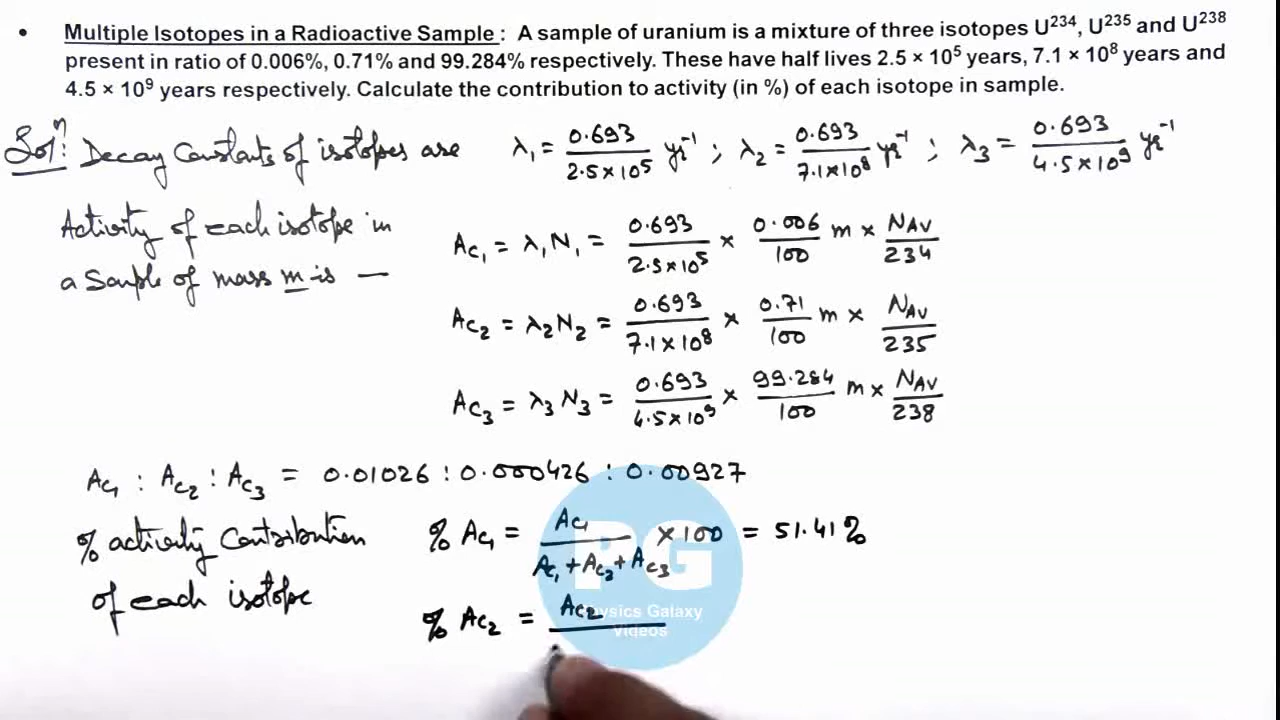 • Multiple Isotopes in a Radioactive Sample : A sample of uranium is a mixture of three isotopes U²³⁴, U²³⁵ and U²³⁸
present in ratio of 0.006%, 0.71% and 99.284% respectively. These have half lives 2.5 × 10⁵ years, 7.1 × 10⁸ years and
4.5 × 10⁹ years respectively. Calculate the contribution to activity (in %) of each isotope in sample.
Solⁿ: Decay Constants of isotopes are λ₁ = 0.693/2.5×10⁵ yr⁻¹ ; λ₂ = 0.693/7.1×10⁸ yr⁻¹ ; λ₃ = 0.693/4.5×10⁹ yr⁻¹
Activity of each isotope in
a Sample of mass m is —
Ac₁ = λ₁N₁ = 0.693/2.5×10⁵ × 0.006/100 m × N_AV/234
Ac₂ = λ₂N₂ = 0.693/7.1×10⁸ × 0.71/100 m × N_AV/235
Ac₃ = λ₃N₃ = 0.693/4.5×10⁹ × 99.284/100 m × N_AV/238
Ac₁ : Ac₂ : Ac₃ = 0.01026 : 0.000426 : 0.00927
% activity Contribution
of each isotope
% Ac₁ = Ac₁/Ac₁+Ac₂+Ac₃ × 100 = 51.41 %
% Ac₂ = Ac₂
PG
Physics Galaxy
Videos